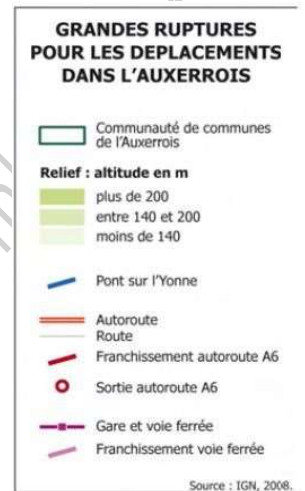 GRANDES RUPTURES
POUR LES DEPLACEMENTS
DANS L'AUXERROIS
Communauté de communes
de l'Auxerrois
Relief : altitude en m
plus de 200
entre 140 et 200
moins de 140
Pont sur l'Yonne
Autoroute
Route
Franchissement autoroute A6
Sortie autoroute A6
Gare et voie ferrée
Franchissement voie ferrée
Source : IGN, 2008.